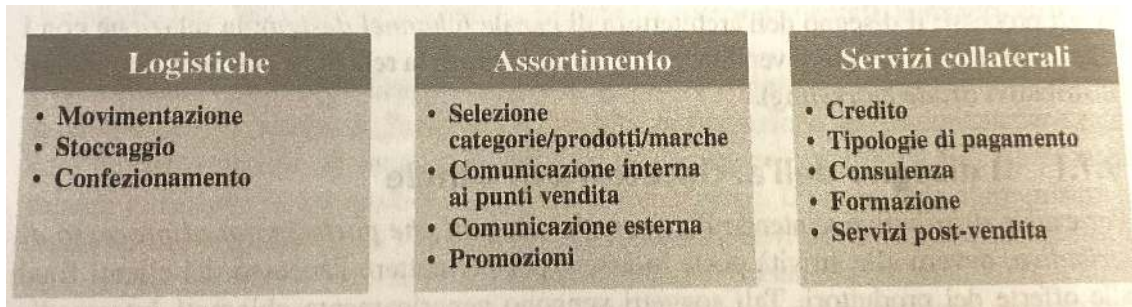 Logistiche
• Movimentazione
• Stoccaggio
• Confezionamento
Assortimento
• Selezione
categorie/prodotti/marche
• Comunicazione interna
ai punti vendita
• Comunicazione esterna
• Promozioni
Servizi collaterali
• Credito
• Tipologie di pagamento
• Consulenza
• Formazione
• Servizi post-vendita